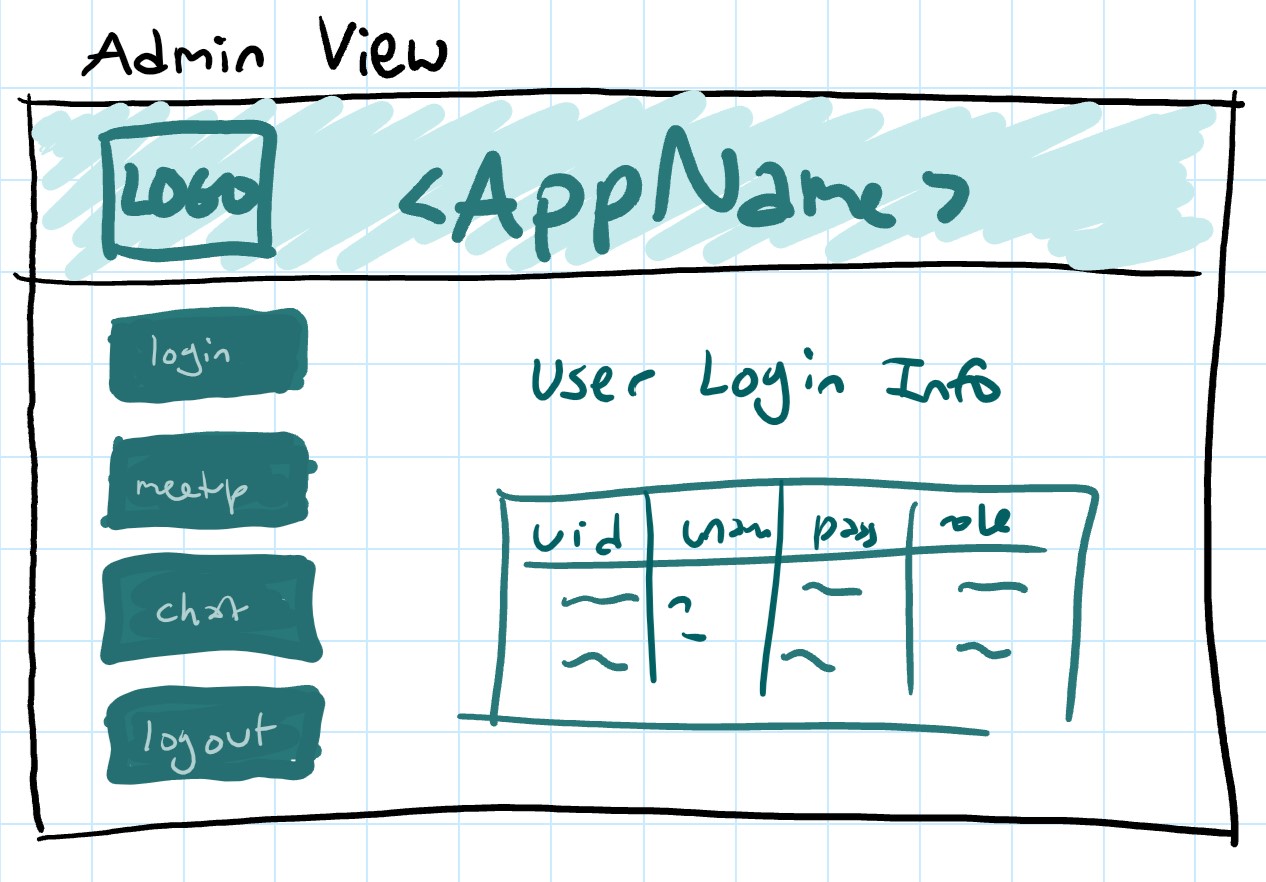 Admin View
LOGO <AppName>
login
User Login Info
meetup
uid unam pass role
chat
logout